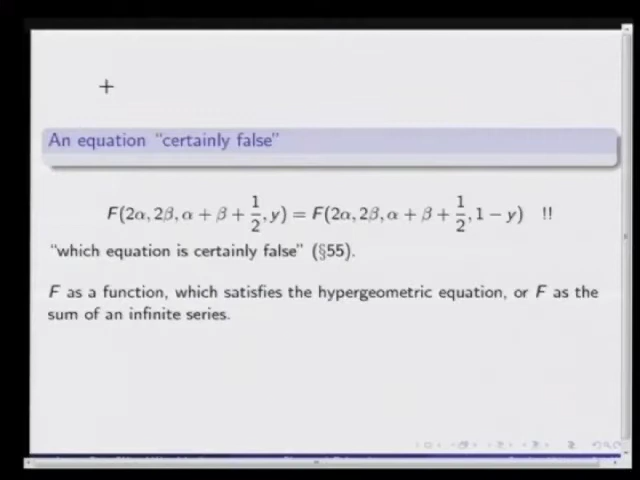 An equation “certainly false”
F(2α, 2β, α + β + 1/2, y) = F(2α, 2β, α + β + 1/2, 1 − y) !!
“which equation is certainly false” (§55).
F as a function, which satisfies the hypergeometric equation, or F as the
sum of an infinite series.